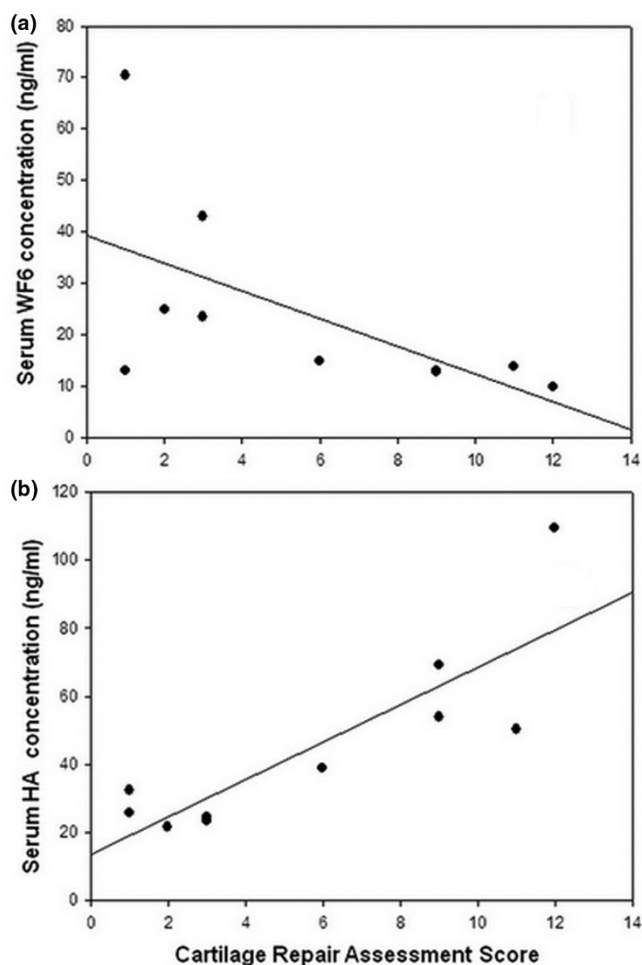 (a)
Serum WF6 concentration (ng/ml)
80
70
60
50
40
30
20
10
0
0 2 4 6 8 10 12 14
(b)
Serum HA concentration (ng/ml)
120
100
80
60
40
20
0
0 2 4 6 8 10 12 14
Cartilage Repair Assessment Score